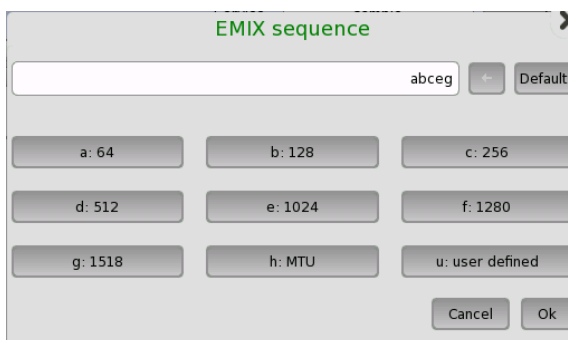 EMIX sequence
abceg ← Default
a: 64 b: 128 c: 256
d: 512 e: 1024 f: 1280
g: 1518 h: MTU u: user defined
Cancel Ok